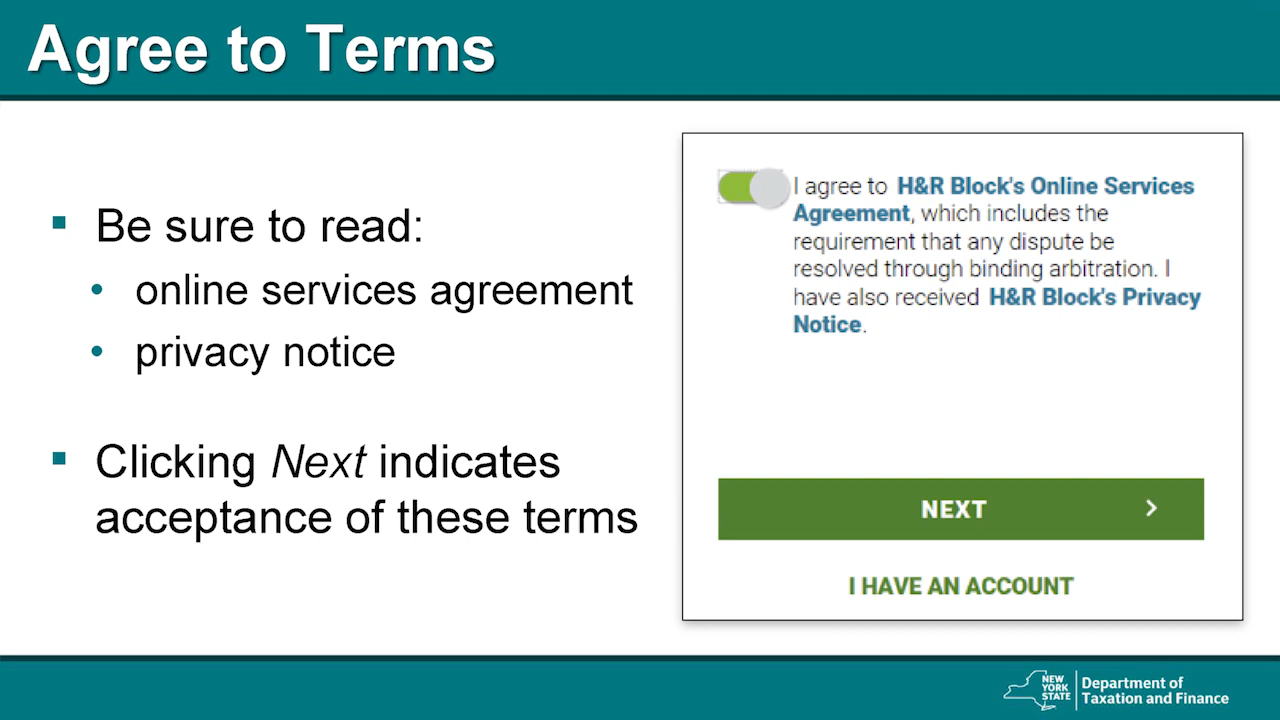 Agree to Terms
Be sure to read:
online services agreement
privacy notice
Clicking Next indicates
acceptance of these terms
I agree to H&R Block's Online Services
Agreement, which includes the
requirement that any dispute be
resolved through binding arbitration. I
have also received H&R Block's Privacy
Notice.
NEXT
I HAVE AN ACCOUNT
NEW
YORK
STATE
Department of
Taxation and Finance